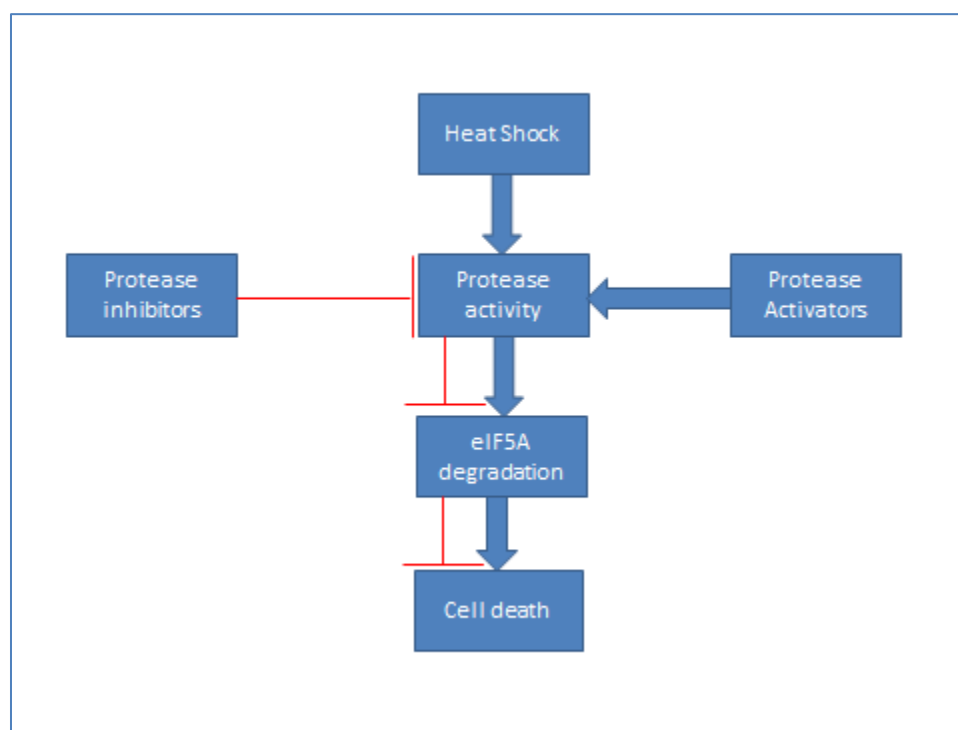 Heat Shock
Protease
inhibitors
Protease
activity
Protease
Activators
eIF5A
degradation
Cell death